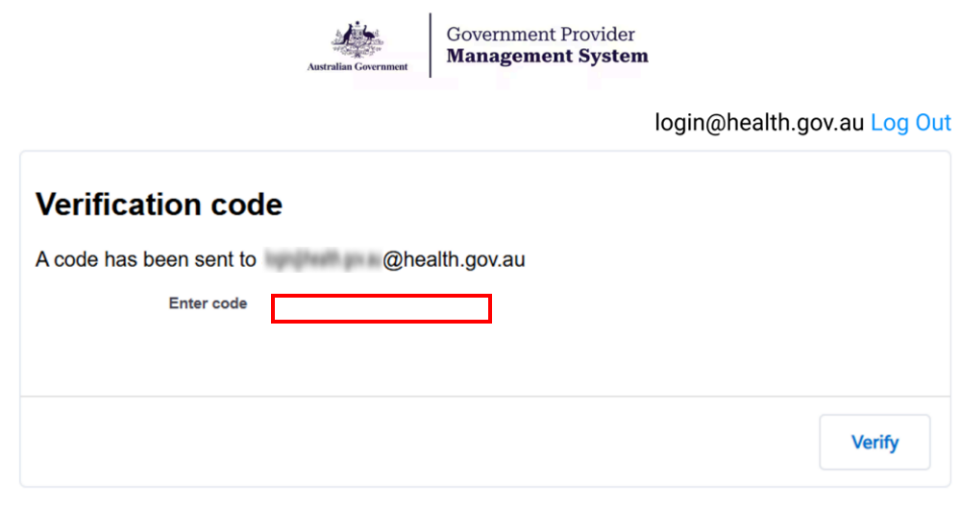 Australian Government
Government Provider
Management System
login@health.gov.au Log Out
Verification code
A code has been sent to @health.gov.au
Enter code
Verify